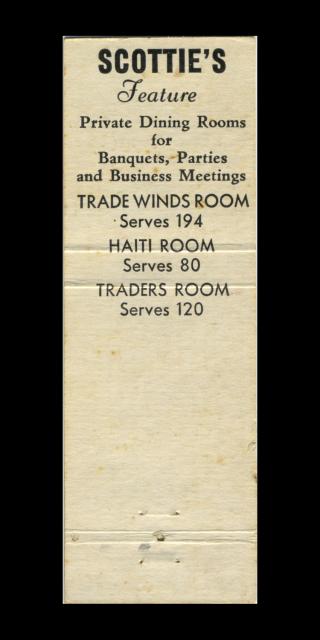 SCOTTIE'S
Feature
Private Dining Rooms
for
Banquets, Parties
and Business Meetings
TRADE WINDS ROOM
Serves 194
HAITI ROOM
Serves 80
TRADERS ROOM
Serves 120